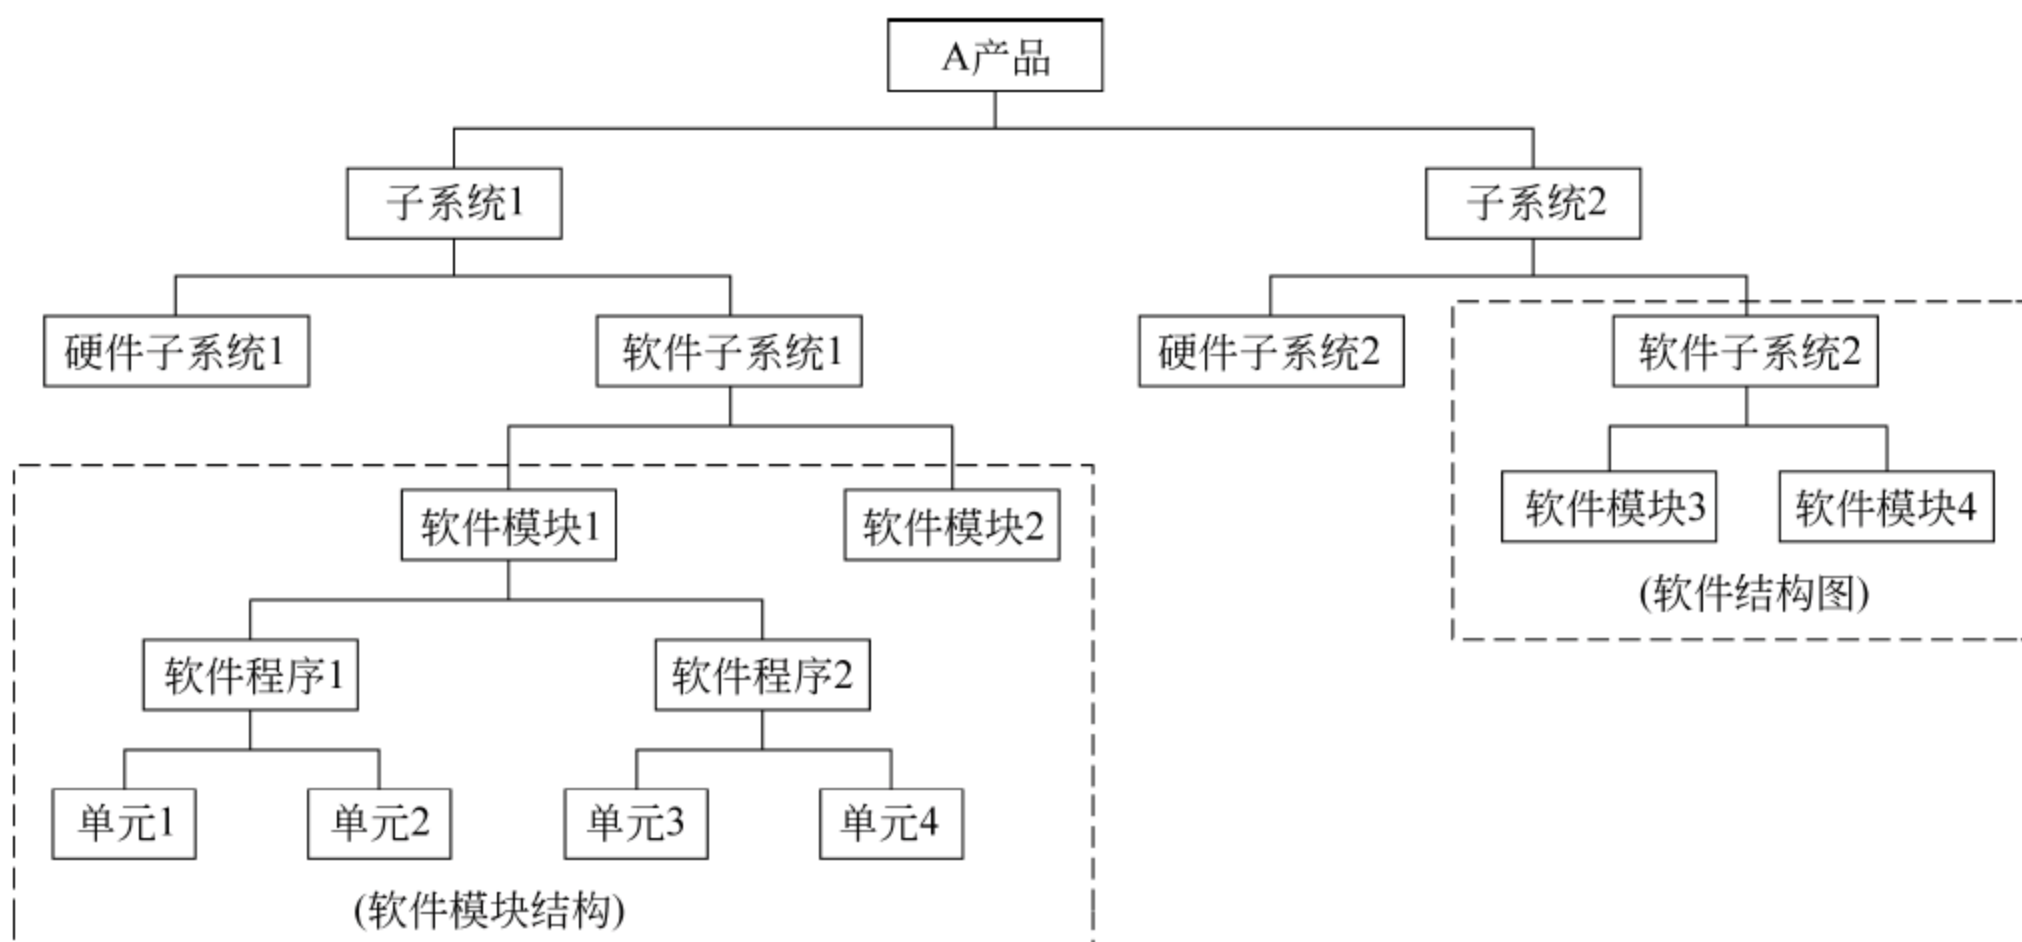 A产品
子系统1
子系统2
硬件子系统1
软件子系统1
硬件子系统2
软件子系统2
软件模块1
软件模块2
软件模块3
软件模块4
(软件结构图)
软件程序1
软件程序2
单元1
单元2
单元3
单元4
(软件模块结构)